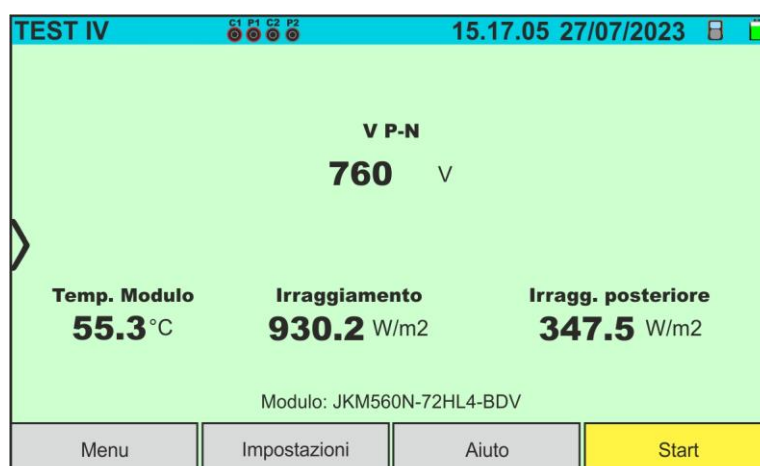 TEST IV C1 P1 C2 P2 15.17.05 27/07/2023
V P-N
760 V
Temp. Modulo Irraggiamento Irragg. posteriore
55.3°C 930.2 W/m2 347.5 W/m2
Modulo: JKM560N-72HL4-BDV
Menu Impostazioni Aiuto Start